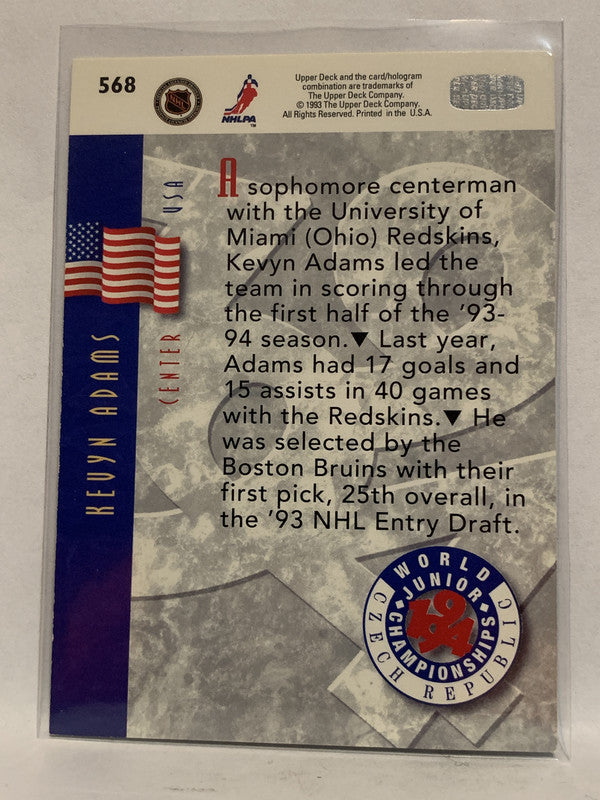 568
NHL
NHLPA
TM
Upper Deck and the card/hologram
combination are trademarks of
The Upper Deck Company.
© 1993 The Upper Deck Company.
All Rights Reserved. Printed in the U.S.A.
KEVYN ADAMS
USA
CENTER
A sophomore centerman
with the University of
Miami (Ohio) Redskins,
Kevyn Adams led the
team in scoring through
the first half of the '93-
94 season.▼ Last year,
Adams had 17 goals and
15 assists in 40 games
with the Redskins.▼ He
was selected by the
Boston Bruins with their
first pick, 25th overall, in
the '93 NHL Entry Draft.
WORLD
JUNIOR
1994
CHAMPIONSHIPS
CZECH REPUBLIC